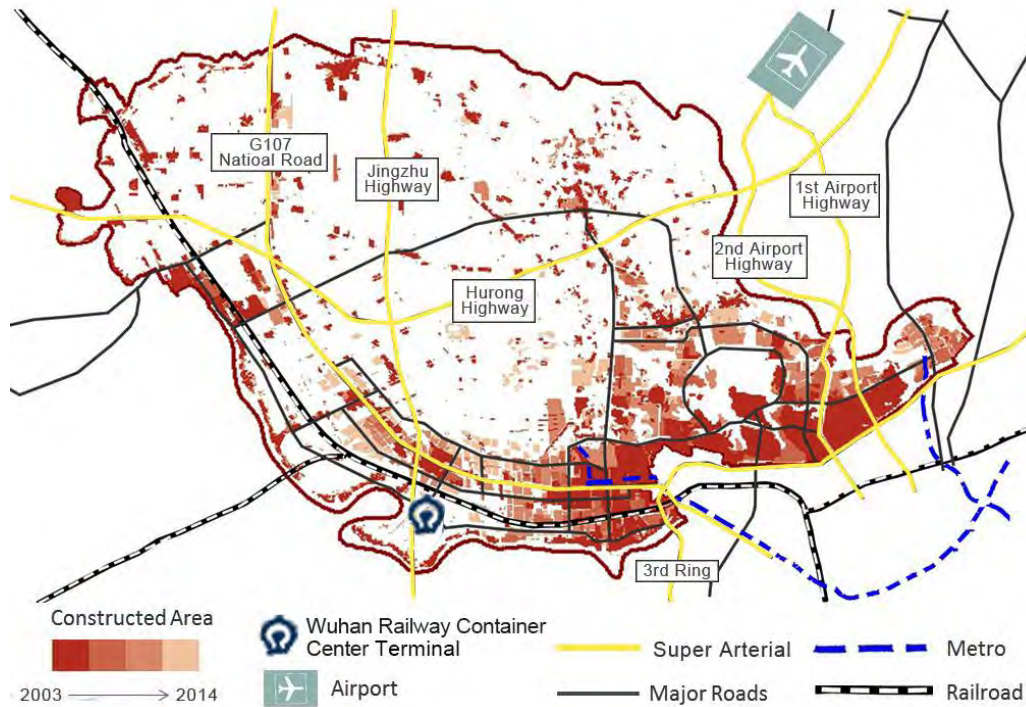 G107
Natioal Road
Jingzhu
Highway
1st Airport
Highway
2nd Airport
Highway
Hurong
Highway
3rd Ring
Constructed Area
2003
2014
Wuhan Railway Container
Center Terminal
Airport
Super Arterial
Major Roads
Metro
Railroad